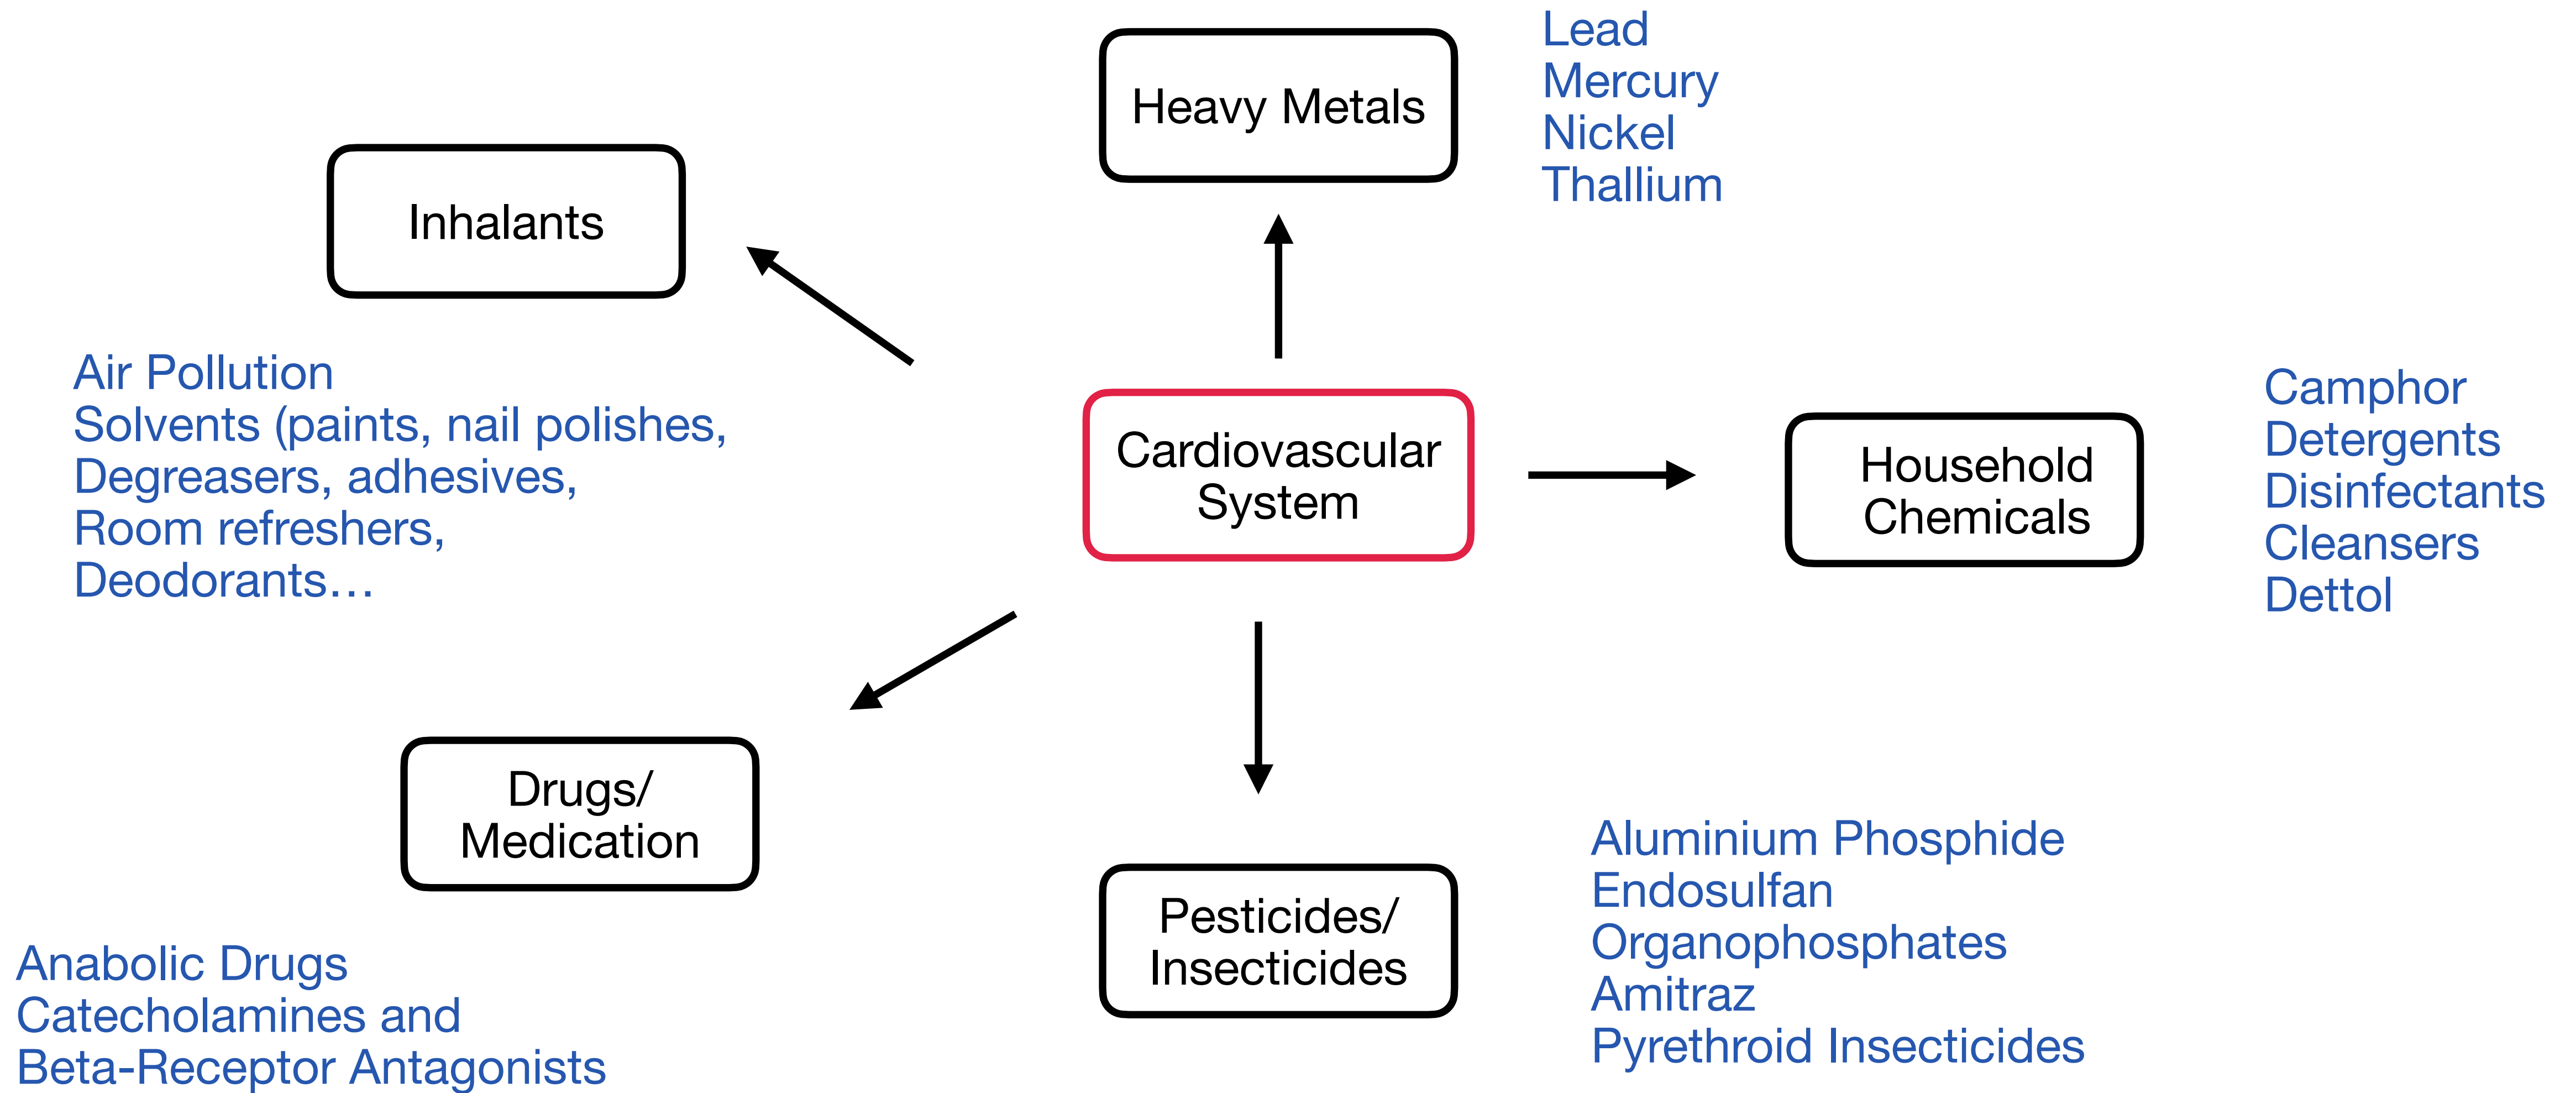 Heavy Metals
Lead
Mercury
Nickel
Thallium
Inhalants
Air Pollution
Solvents (paints, nail polishes,
Degreasers, adhesives,
Room refreshers,
Deodorants…
Cardiovascular
System
Household
Chemicals
Camphor
Detergents
Disinfectants
Cleansers
Dettol
Drugs/
Medication
Anabolic Drugs
Catecholamines and
Beta-Receptor Antagonists
Pesticides/
Insecticides
Aluminium Phosphide
Endosulfan
Organophosphates
Amitraz
Pyrethroid Insecticides